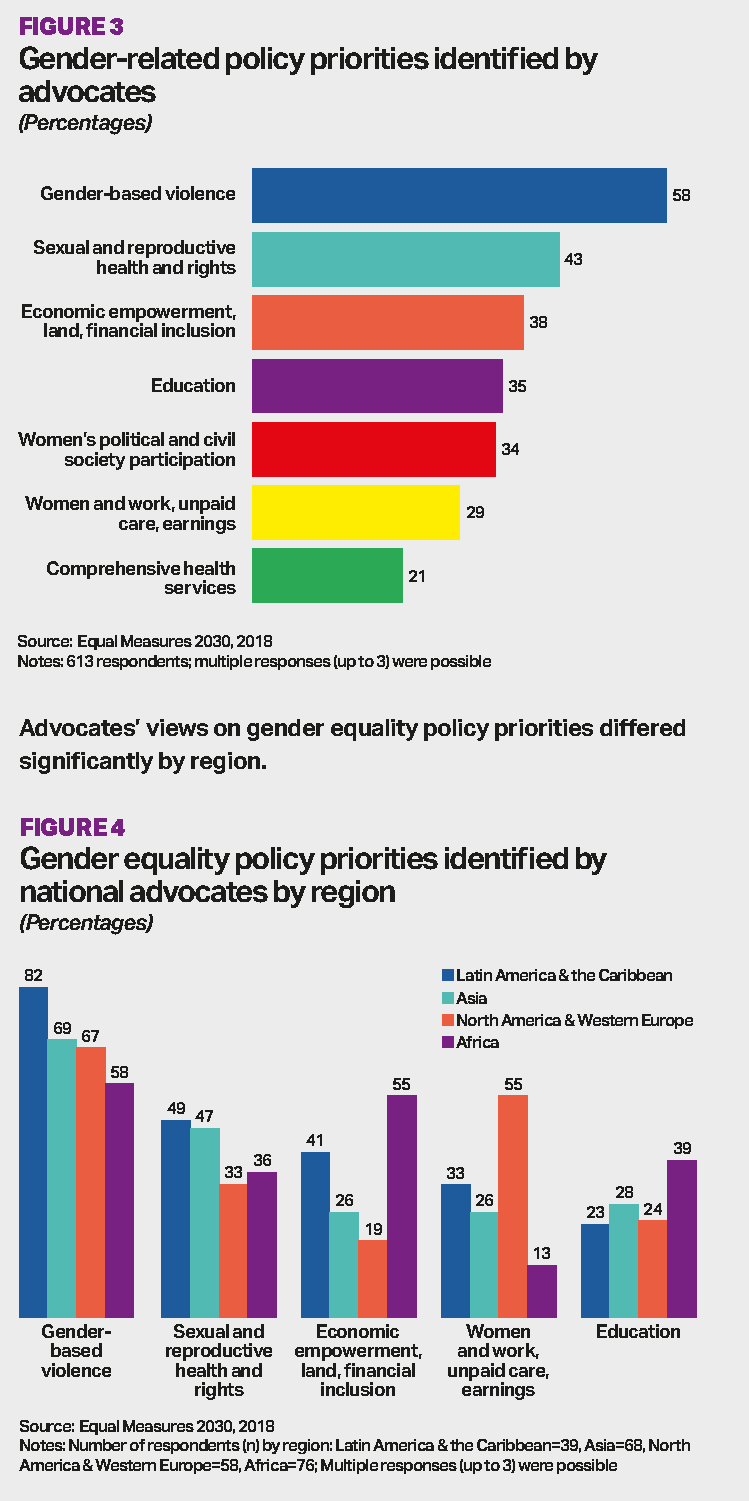 FIGURE 3
Gender-related policy priorities identified by
advocates
(Percentages)
Gender-based violence
58
Sexual and reproductive
health and rights
43
Economic empowerment,
land, financial inclusion
38
Education
35
Women's political and civil
society participation
34
Women and work, unpaid
care, earnings
29
Comprehensive health
services
21
Source: Equal Measures 2030, 2018
Notes: 613 respondents; multiple responses (up to 3) were possible
Advocates' views on gender equality policy priorities differed
significantly by region.
FIGURE 4
Gender equality policy priorities identified by
national advocates by region
(Percentages)
Latin America & the Caribbean
Asia
North America & Western Europe
Africa
82
69
67
58
49
47
33
36
41
26
19
55
33
26
55
13
23
28
24
39
Gender-
based
violence
Sexual and
reproductive
health and
rights
Economic
empowerment,
land, financial
inclusion
Women
and work,
unpaid care,
earnings
Education
Source: Equal Measures 2030, 2018
Notes: Number of respondents (n) by region: Latin America & the Caribbean=39, Asia=68, North
America & Western Europe=58, Africa=76; Multiple responses (up to 3) were possible